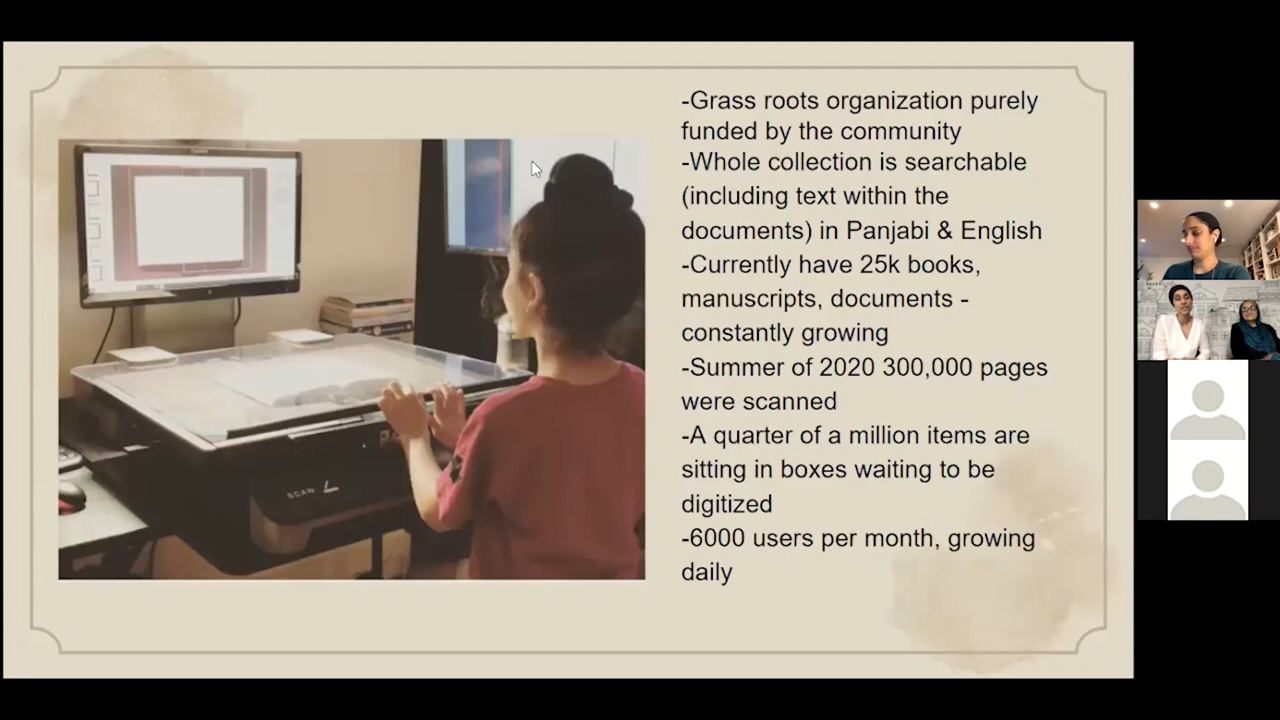 -Grass roots organization purely
funded by the community
-Whole collection is searchable
(including text within the
documents) in Panjabi & English
-Currently have 25k books,
manuscripts, documents -
constantly growing
-Summer of 2020 300,000 pages
were scanned
-A quarter of a million items are
sitting in boxes waiting to be
digitized
-6000 users per month, growing
daily
SCAN